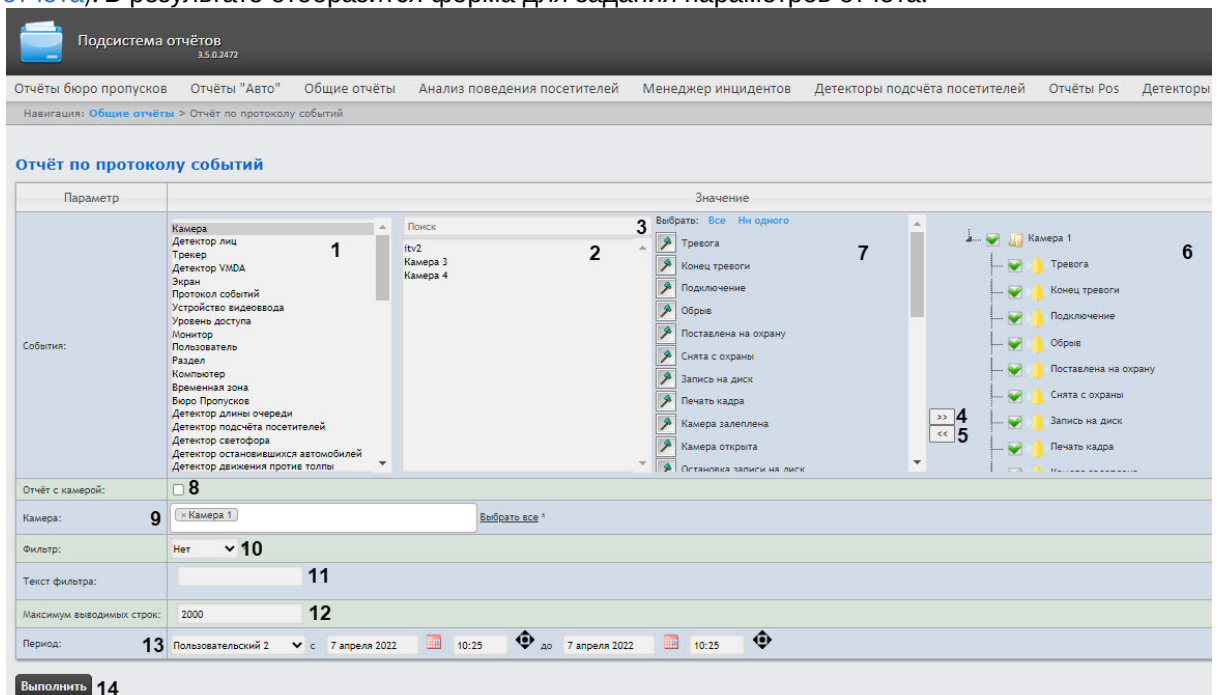 отчёта). В результате отобразится форма для задания параметров отчёта.
Подсистема отчётов
3.5.0.2472
Отчёты бюро пропусков Отчёты "Авто" Общие отчёты Анализ поведения посетителей Менеджер инцидентов Детекторы подсчёта посетителей Отчёты Pos Детекторы
Навигация: Общие отчёты > Отчёт по протоколу событий
Отчёт по протоколу событий
Параметр Значение
События:
Камера
Детектор лиц
Трекер
Детектор VMDA
Экран
Протокол событий
Устройство видеоввода
Уровень доступа
Монитор
Пользователь
Раздел
Компьютер
Временная зона
Бюро Пропусков
Детектор длины очереди
Детектор подсчёта посетителей
Детектор светофора
Детектор остановившихся автомобилей
Детектор движения против толпы
1
Поиск 3
itv2
Камера 3
Камера 4
2
Выбрать: Все Ни одного
Тревога
Конец тревоги
Подключение
Обрыв
Поставлена на охрану
Снята с охраны
Запись на диск
Печать кадра
Камера залеплена
Камера открыта
Остановка записи на диск
7
>> 4
<< 5
Камера 1
Тревога
Конец тревоги
Подключение
Обрыв
Поставлена на охрану
Снята с охраны
Запись на диск
Печать кадра
6
Отчёт с камерой: 8
Камера: 9 × Камера 1 Выбрать все *
Фильтр: Нет 10
Текст фильтра: 11
Максимум выводимых строк: 2000 12
Период: 13 Пользовательский 2 с 7 апреля 2022 10:25 до 7 апреля 2022 10:25
Выполнить 14